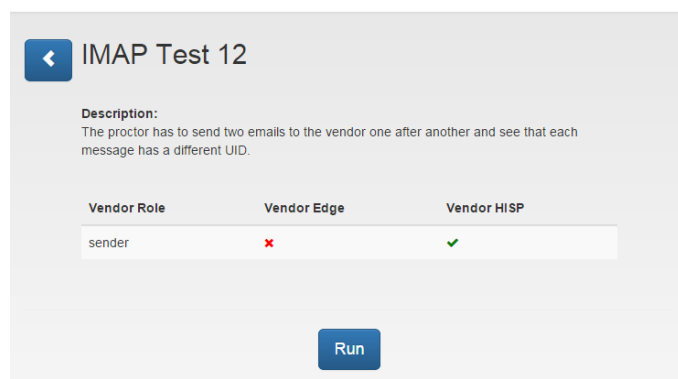 IMAP Test 12
Description:
The proctor has to send two emails to the vendor one after another and see that each
message has a different UID.
Vendor Role Vendor Edge Vendor HISP
sender
Run